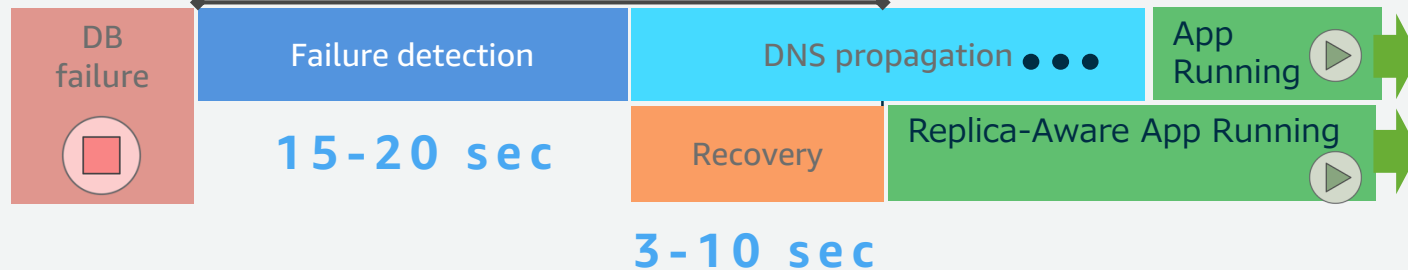 DB
failure
Failure detection
DNS propagation
App
Running
15-20 sec
Recovery
Replica-Aware App Running
3-10 sec